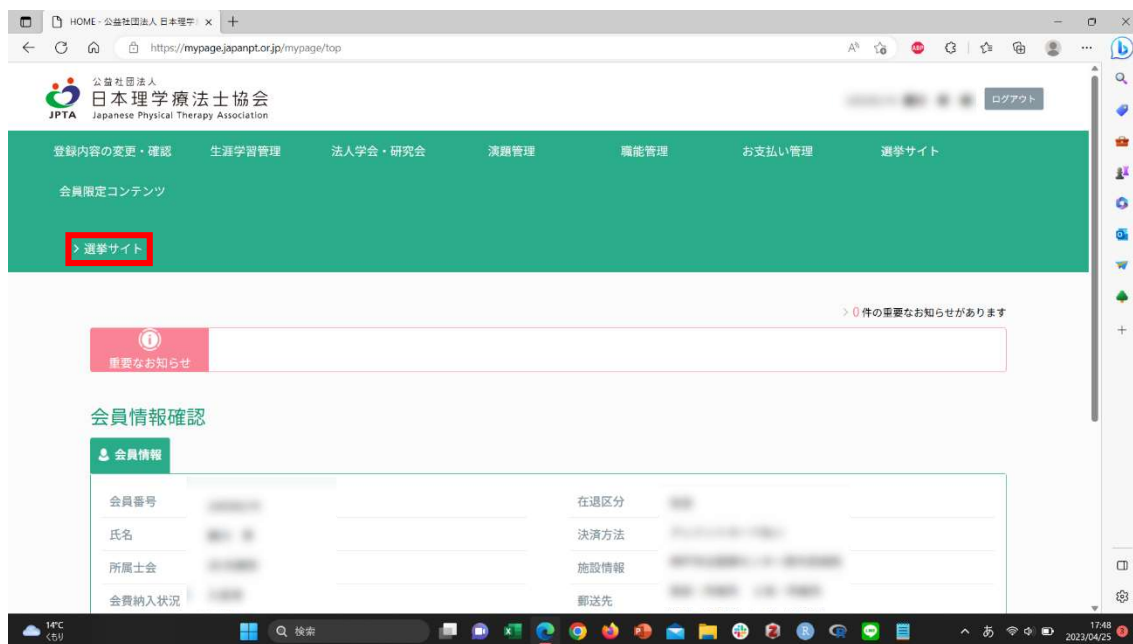 HOME - 公益社団法人 日本理学
https://mypage.japanpt.or.jp/mypage/top
公益社団法人
日本理学療法士協会
JPTA Japanese Physical Therapy Association
ログアウト
登録内容の変更・確認 生涯学習管理 法人学会・研究会 演題管理 職能管理 お支払い管理 選挙サイト
会員限定コンテンツ
> 選挙サイト
> 0 件の重要なお知らせがあります
重要なお知らせ
会員情報確認
会員情報
会員番号 在退区分
氏名 決済方法
所属士会 施設情報
会費納入状況 郵送先
14°C
くもり
検索
あ
17:48
2023/04/25